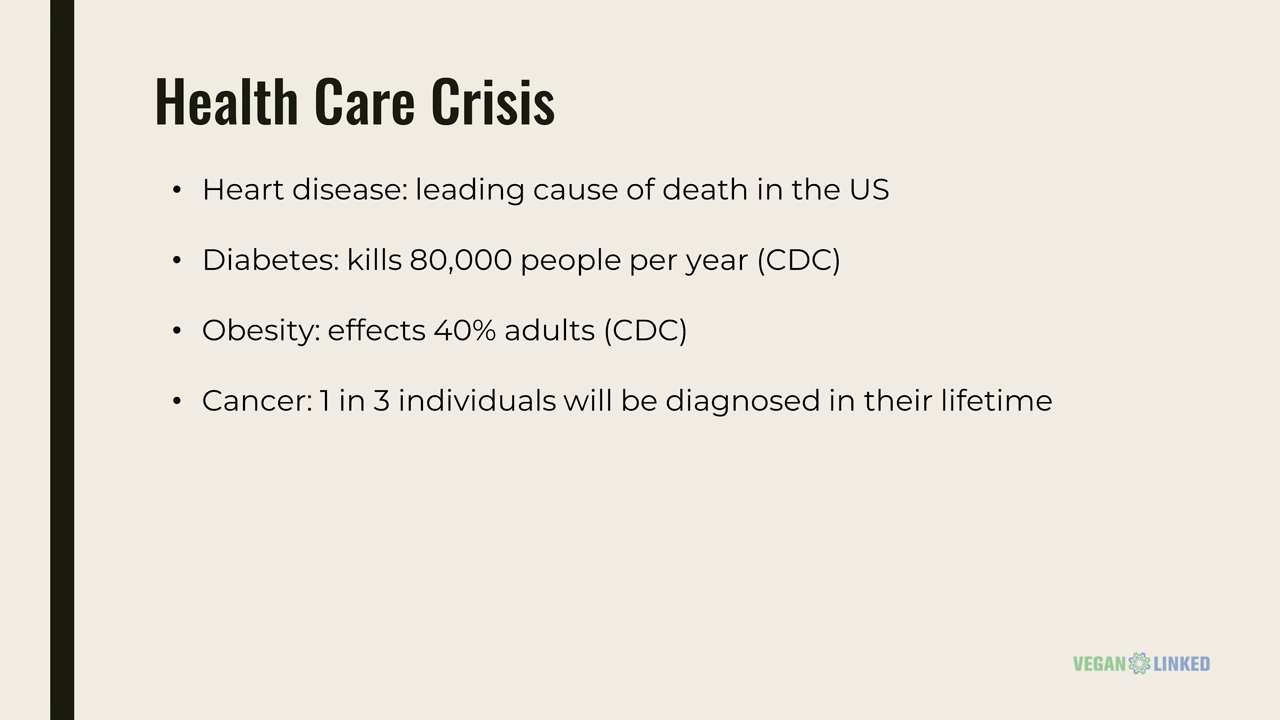 Health Care Crisis
• Heart disease: leading cause of death in the US
• Diabetes: kills 80,000 people per year (CDC)
• Obesity: effects 40% adults (CDC)
• Cancer: 1 in 3 individuals will be diagnosed in their lifetime
VEGAN LINKED